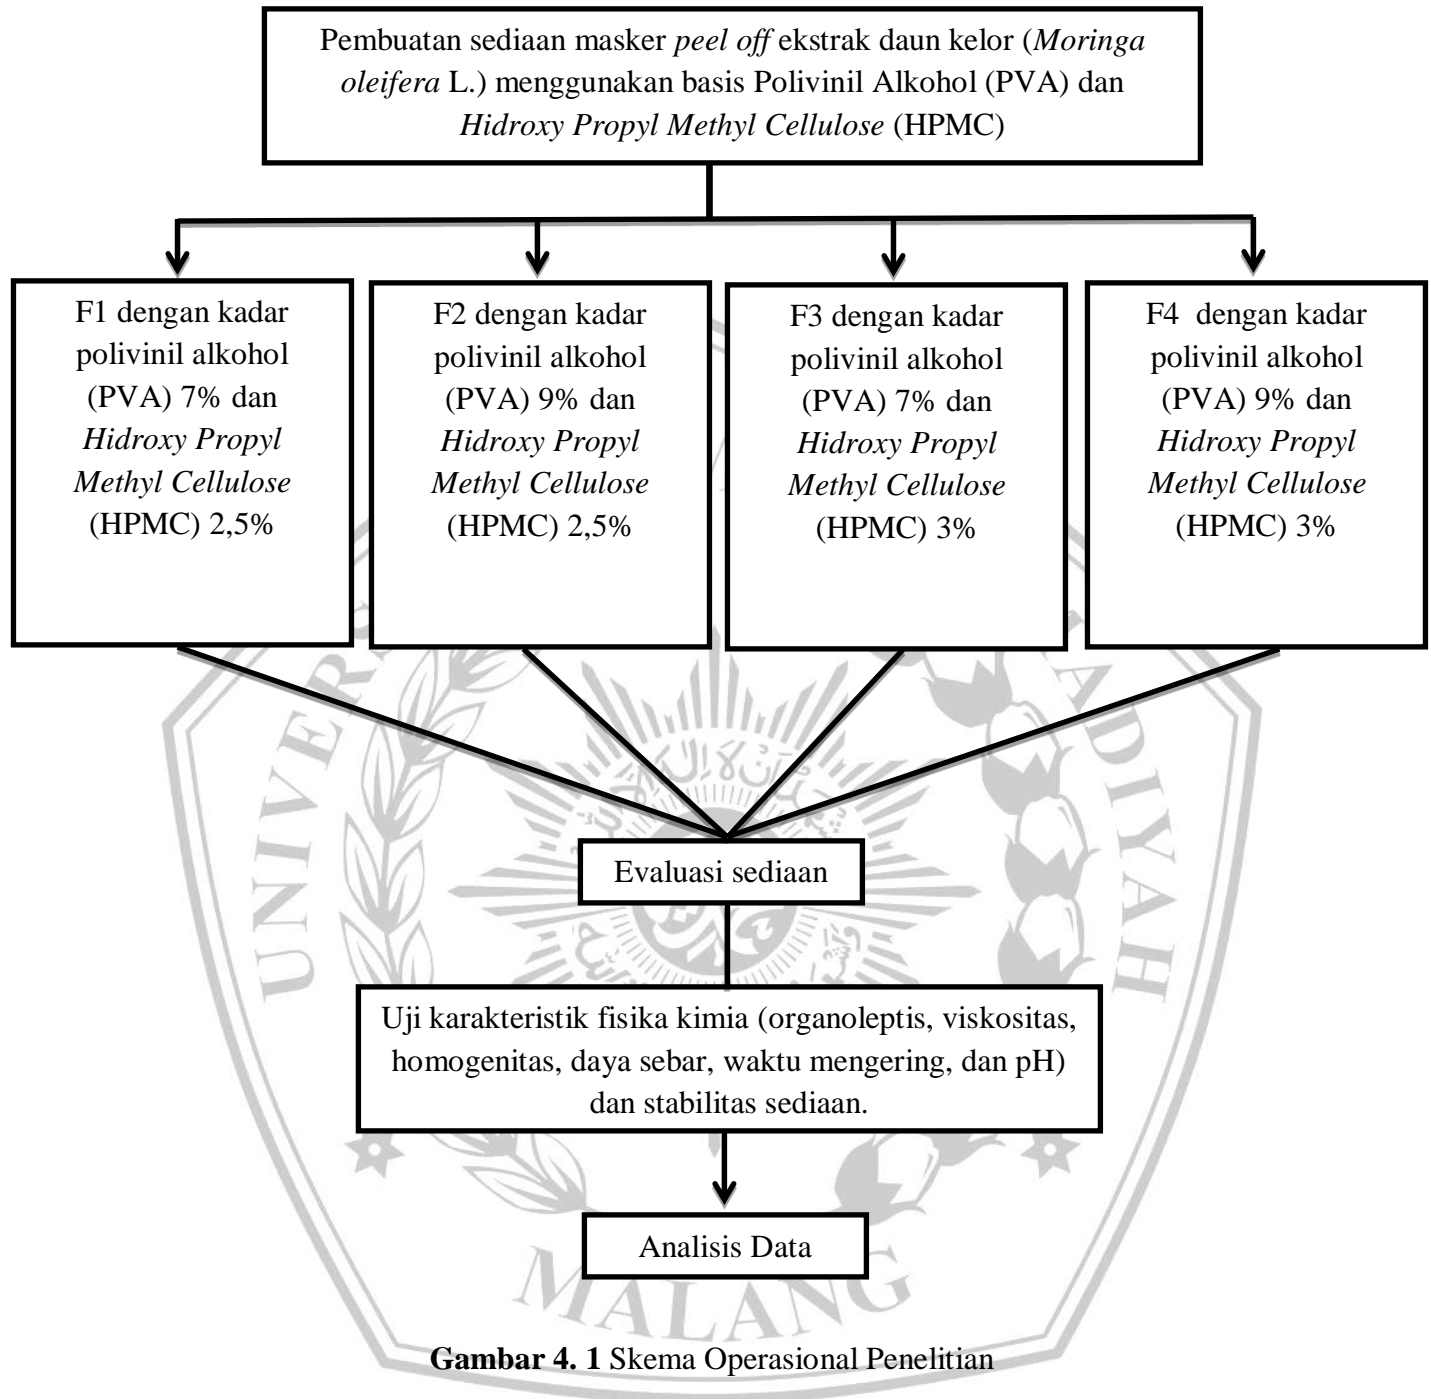 Pembuatan sediaan masker peel off ekstrak daun kelor (Moringa
oleifera L.) menggunakan basis Polivinil Alkohol (PVA) dan
Hidroxy Propyl Methyl Cellulose (HPMC)
F1 dengan kadar
polivinil alkohol
(PVA) 7% dan
Hidroxy Propyl
Methyl Cellulose
(HPMC) 2,5%
F2 dengan kadar
polivinil alkohol
(PVA) 9% dan
Hidroxy Propyl
Methyl Cellulose
(HPMC) 2,5%
F3 dengan kadar
polivinil alkohol
(PVA) 7% dan
Hidroxy Propyl
Methyl Cellulose
(HPMC) 3%
F4 dengan kadar
polivinil alkohol
(PVA) 9% dan
Hidroxy Propyl
Methyl Cellulose
(HPMC) 3%
Evaluasi sediaan
Uji karakteristik fisika kimia (organoleptis, viskositas,
homogenitas, daya sebar, waktu mengering, dan pH)
dan stabilitas sediaan.
Analisis Data
MALANG
Gambar 4. 1 Skema Operasional Penelitian